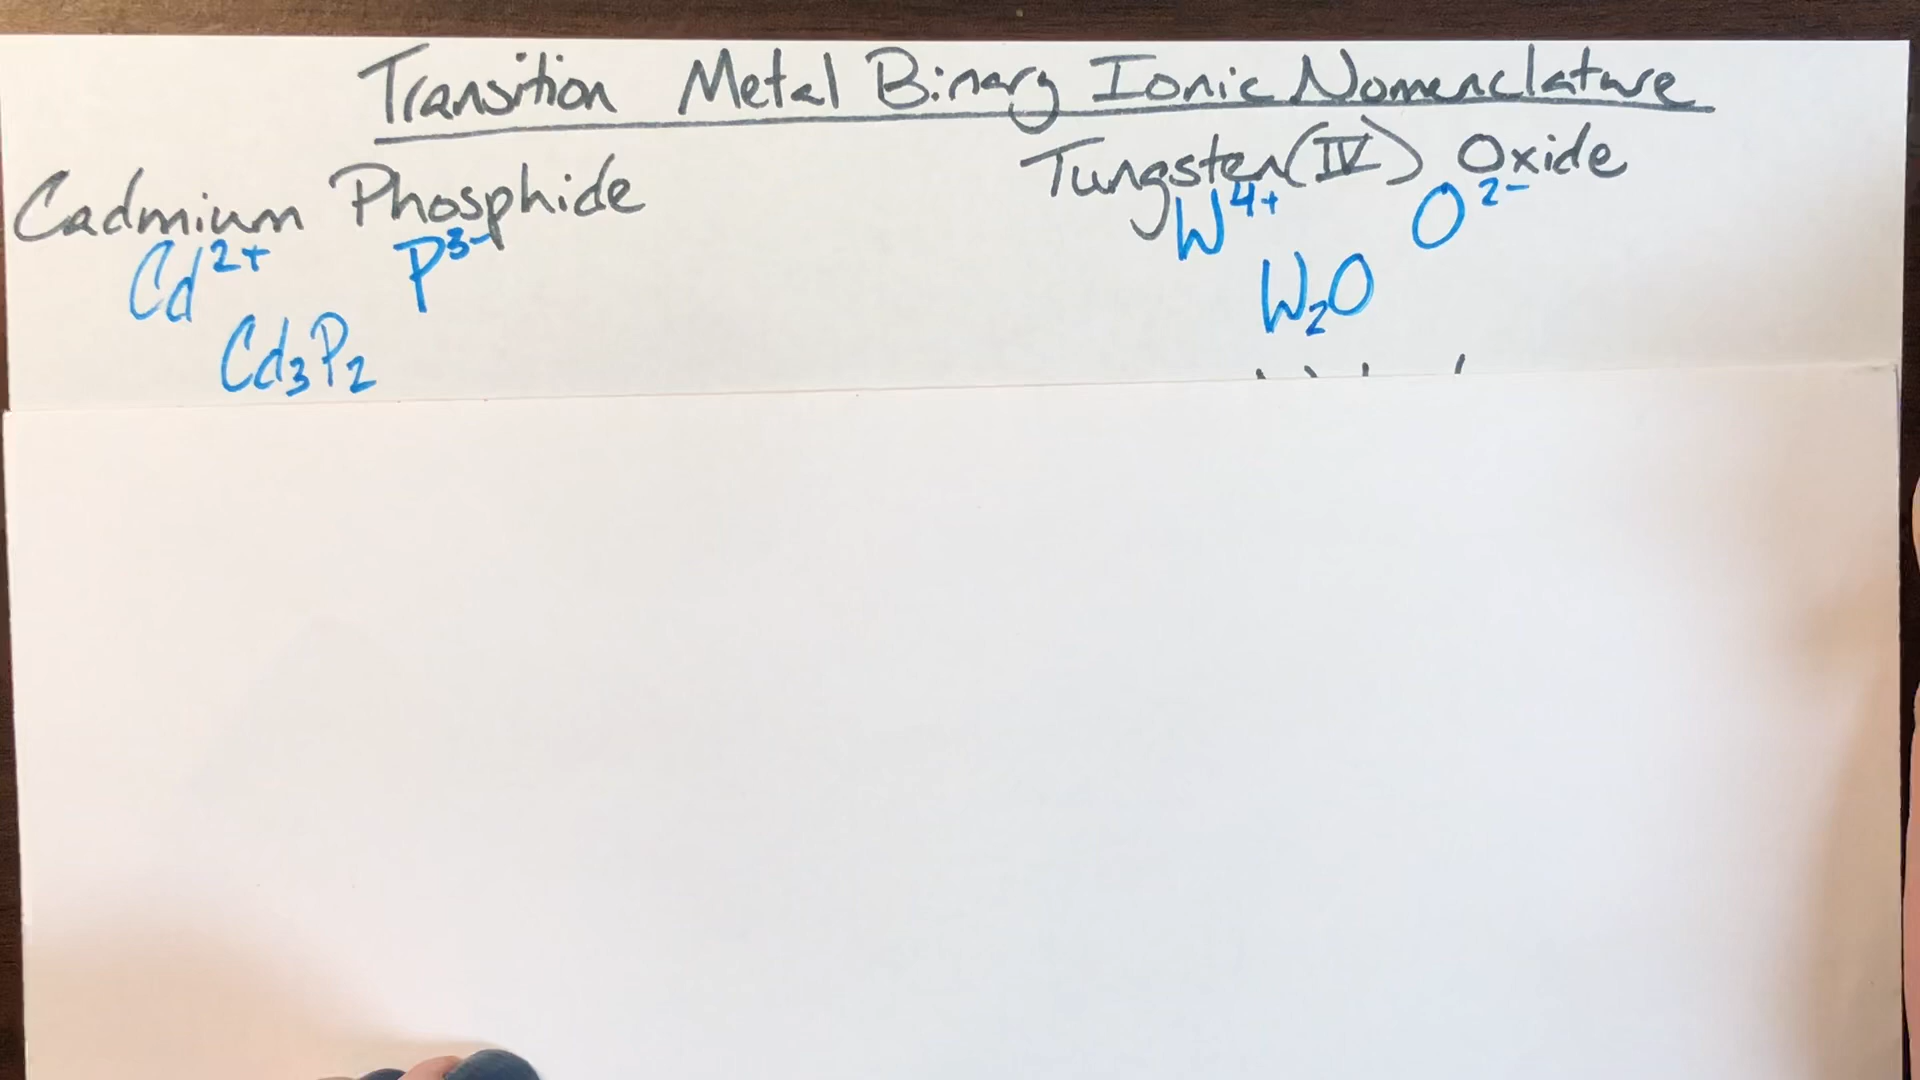 Transition Metal Binary Ionic Nomenclature
Cadmium Phosphide
Cd²⁺ P³⁻
Cd₃P₂
Tungsten(IV) Oxide
W⁴⁺ O²⁻
W₂O